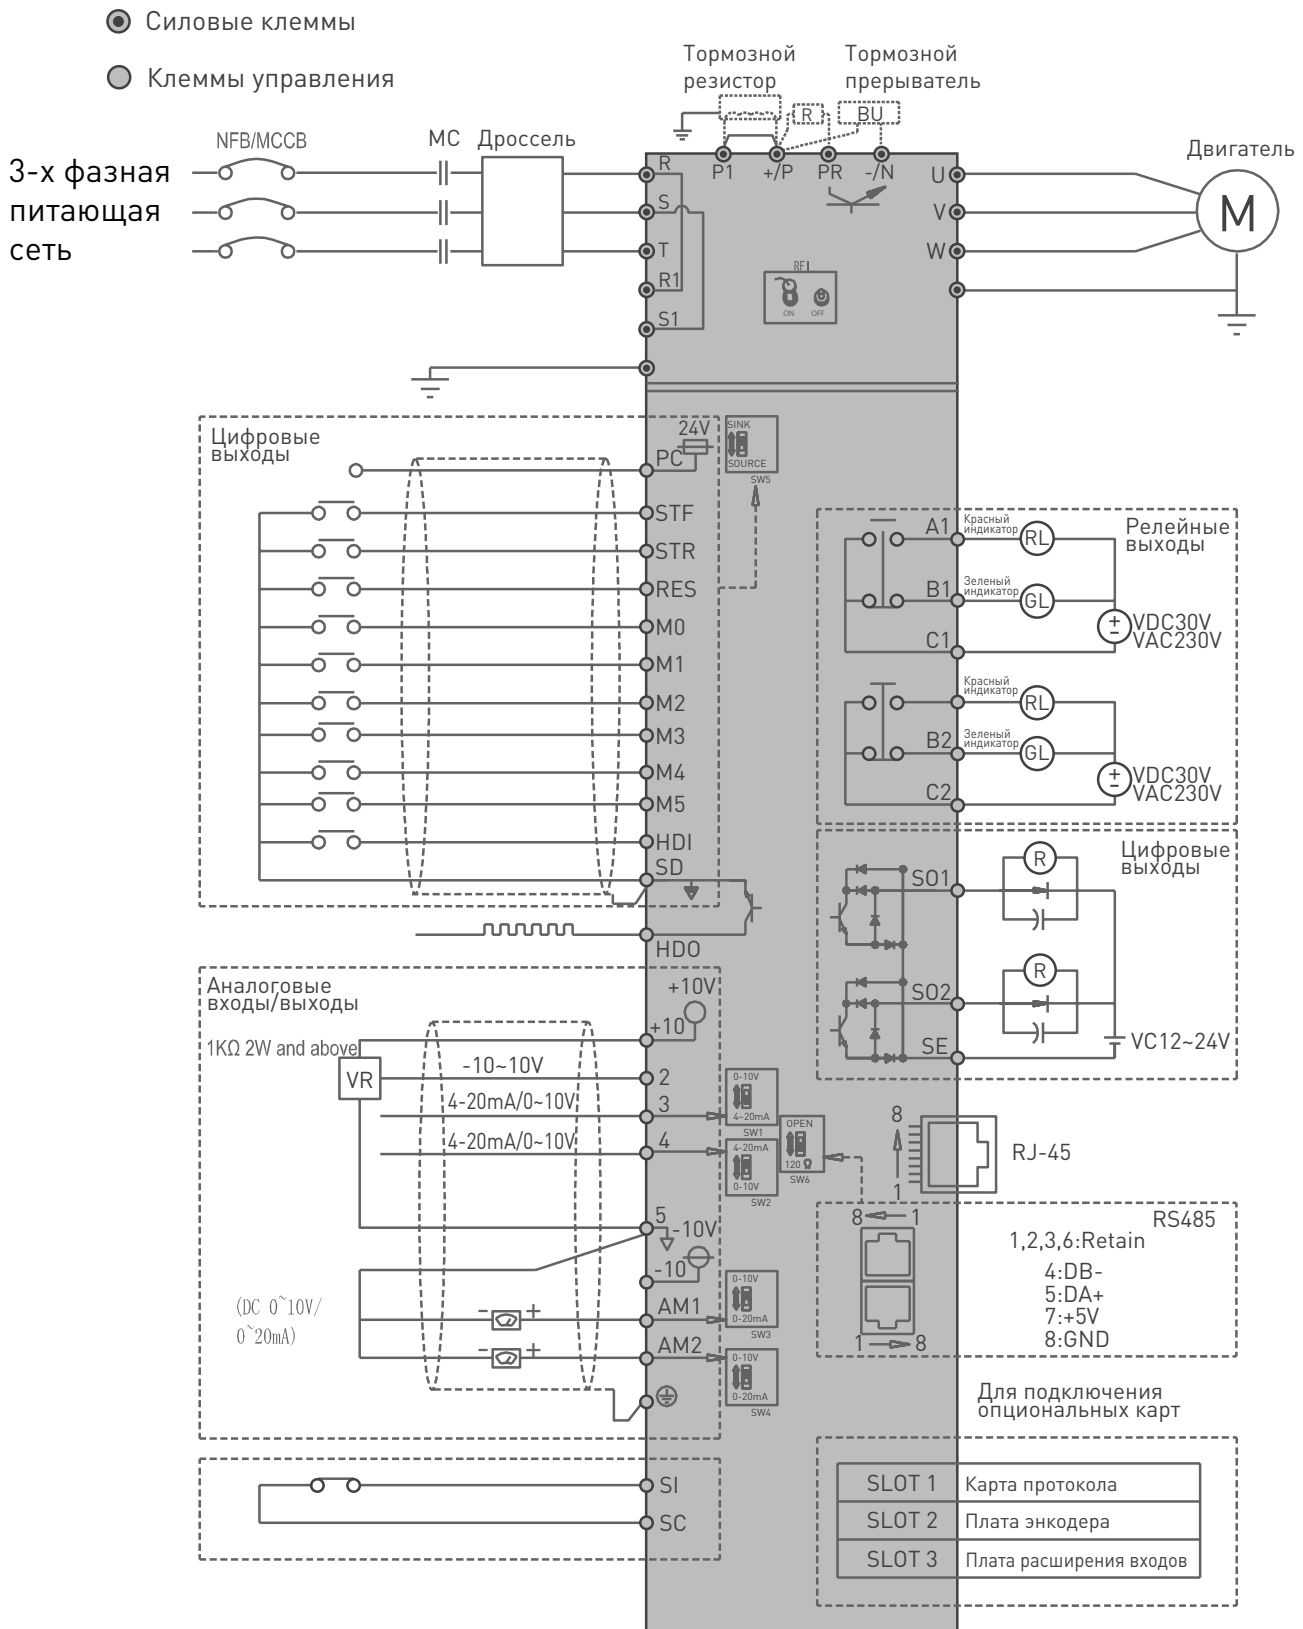 Силовые клеммы
Клеммы управления
Тормозной
резистор
Тормозной
прерыватель
R
BU
NFB/MCCB
MC
Дроссель
3-х фазная
питающая
сеть
P1
+/P
PR
-/N
Двигатель
R
S
T
R1
S1
U
V
W
M
RFI
ON
OFF
Цифровые
выходы
24V
PC
SINK
SOURCE
SW5
STF
STR
RES
M0
M1
M2
M3
M4
M5
HDI
SD
HDO
A1
Красный
индикатор
RL
Релейные
выходы
B1
Зеленый
индикатор
GL
C1
+
-
VDC30V
VAC230V
Красный
индикатор
RL
B2
Зеленый
индикатор
GL
C2
+
-
VDC30V
VAC230V
Цифровые
выходы
R
SO1
R
SO2
SE
VC12~24V
Аналоговые
входы/выходы
+10V
+10
1KΩ 2W and above
VR
-10~10V
2
4-20mA/0~10V
3
4-20mA/0~10V
4
0-10V
4~20mA
SW1
4-20mA
0-10V
SW2
OPEN
120 Ω
SW6
8
1
RJ-45
5
-10V
-10
8
1
RS485
1,2,3,6:Retain
4:DB-
5:DA+
7:+5V
8:GND
1
8
(DC 0~10V/
0~20mA)
-
+
AM1
0-10V
0-20mA
SW3
-
+
AM2
0-10V
0-20mA
SW4
Для подключения
опциональных карт
SI
SC
SLOT 1
Карта протокола
SLOT 2
Плата энкодера
SLOT 3
Плата расширения входов